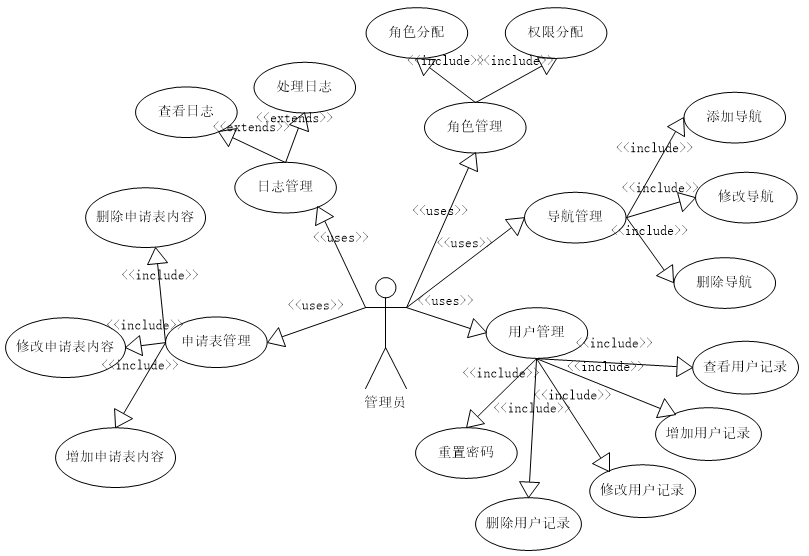 角色分配
权限分配
<<include>>
<<include>>
处理日志
查看日志
<<extends>>
<<extends>>
角色管理
添加导航
<<include>>
日志管理
<<include>>
修改导航
删除申请表内容
<<uses>>
导航管理
<<include>>
<<uses>>
<<uses>>
<<include>>
删除导航
<<uses>>
<<uses>>
<<include>>
用户管理
修改申请表内容
申请表管理
<<include>>
<<include>>
查看用户记录
<<include>>
<<include>>
<<include>>
管理员
<<include>>
增加用户记录
重置密码
增加申请表内容
修改用户记录
删除用户记录